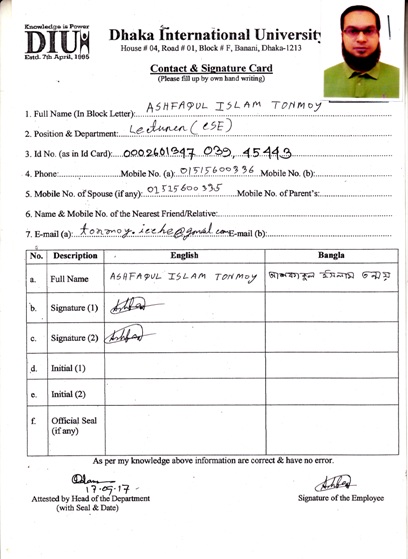 Knowledge is Power
DIU
Estd. 7th April, 1995
Dhaka International University
House # 04, Road # 01, Block # F, Banani, Dhaka-1213
Contact & Signature Card
(Please fill up by own hand writing)
1. Full Name (In Block Letter): ASHFAQUL ISLAM TONMOY
2. Position & Department: Lecturer (CSE)
3. Id No. (as in Id Card): 0002601347 039, 45443
4. Phone: Mobile No. (a): 01515600336 Mobile No. (b):
5. Mobile No. of Spouse (if any): 01515600335 Mobile No. of Parent's:
6. Name & Mobile No. of the Nearest Friend/Relative:
7. E-mail (a): tonmoy.icche@gmail.com E-mail (b):
No. Description English Bangla
a. Full Name ASHFAQUL ISLAM TONMOY আশফাকুল ইসলাম তন্ময়
b. Signature (1)
c. Signature (2)
d. Initial (1)
e. Initial (2)
f. Official Seal
(if any)
As per my knowledge above information are correct & have no error.
17-09-17
Attested by Head of the Department
(with Seal & Date)
Signature of the Employee